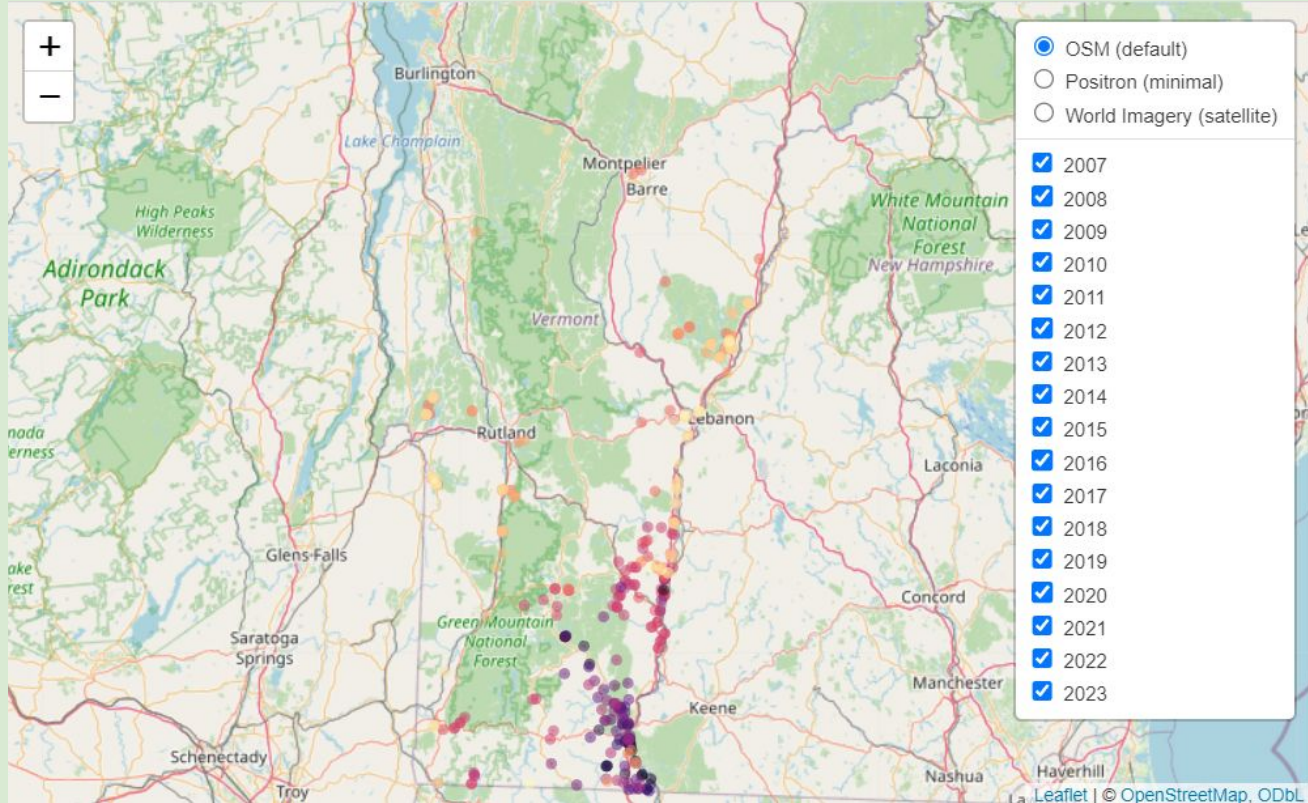 +
−
Burlington
Lake Champlain
Montpelier
Barre
High Peaks
Wilderness
Adirondack
Park
White Mountain
National
Forest
New Hampshire
Vermont
Lebanon
Rutland
Laconia
Glens Falls
Concord
Green Mountain
National
Forest
Saratoga
Springs
Manchester
Keene
Schenectady
Troy
Nashua
Haverhill
OSM (default)
Positron (minimal)
World Imagery (satellite)
2007
2008
2009
2010
2011
2012
2013
2014
2015
2016
2017
2018
2019
2020
2021
2022
2023
Leaflet | © OpenStreetMap, ODbL